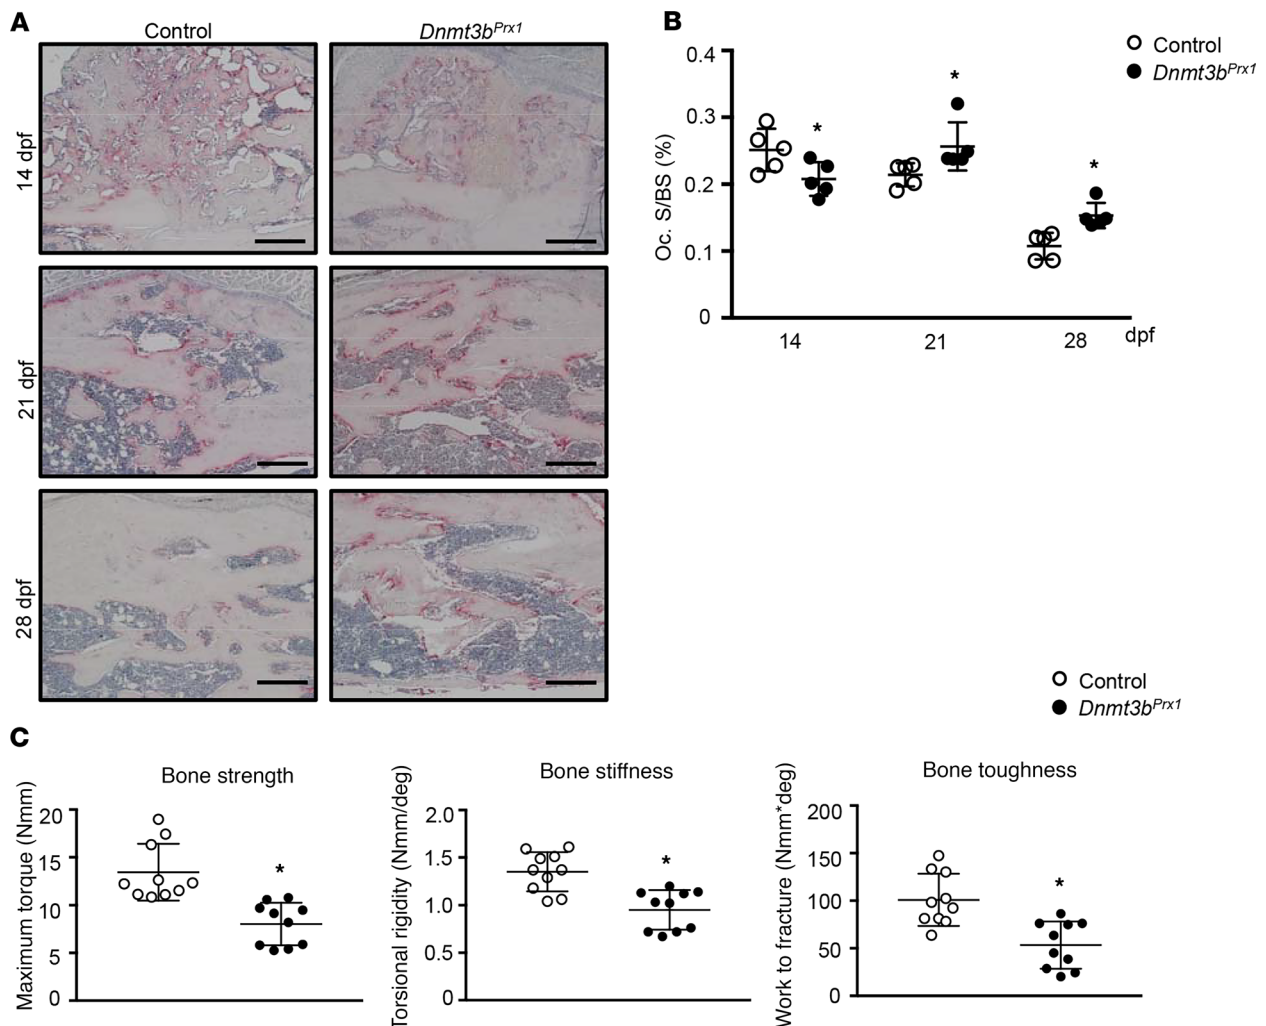 A
Control
Dnmt3bPrx1
14 dpf
21 dpf
28 dpf
B
Control
Dnmt3bPrx1
Oc. S/BS (%)
0.4
0.3
0.2
0.1
0
*
*
*
14
21
28
dpf
Control
Dnmt3bPrx1
C
Bone strength
Maximum torque (Nmm)
20
15
10
5
0
*
Bone stiffness
Torsional rigidity (Nmm/deg)
2.0
1.5
1.0
0.5
0
*
Bone toughness
Work to fracture (Nmm*deg)
200
150
100
50
0
*